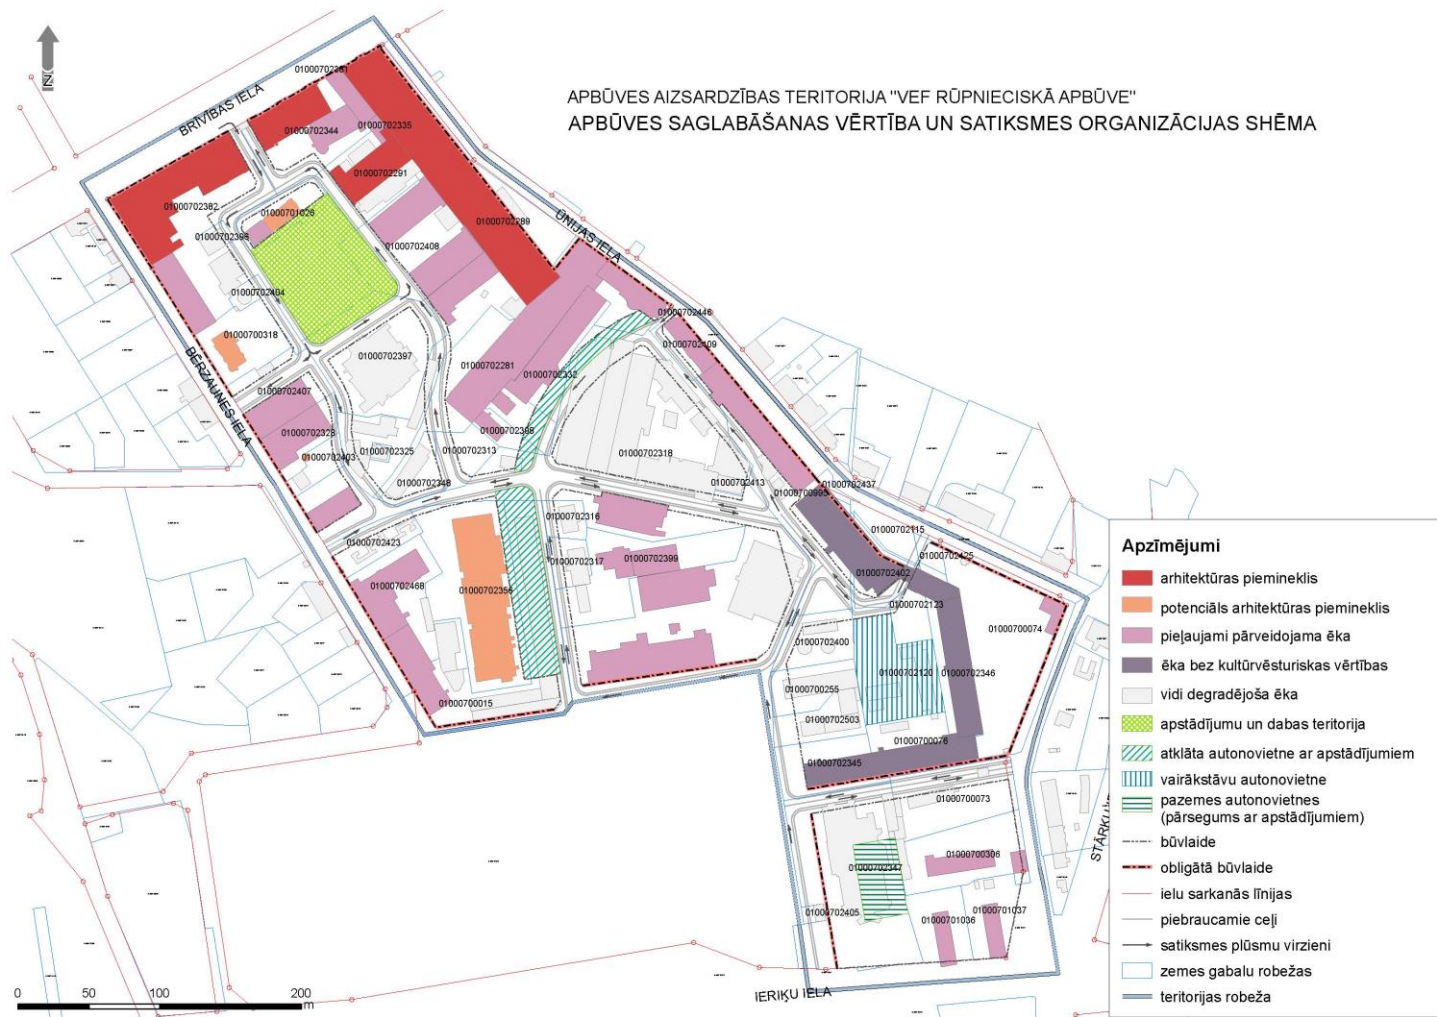 APBŪVES AIZSARDZĪBAS TERITORIJA "VEF RŪPNIECISKĀ APBŪVE"
APBŪVES SAGLABĀŠANAS VĒRTĪBA UN SATIKSMES ORGANIZĀCIJAS SHĒMA
N
BRĪVĪBAS IELA
01000702344
01000702335
01000702291
01000702382
01000701026
01000702289
ŪNIJAS IELA
01000702408
01000702404
01000702446
01000700318
01000702109
01000702397
BĒRZAUNES IELA
01000702281
01000702332
01000702407
01000702328
01000702398
01000702403
01000702325
01000702313
01000702318
01000702348
01000702413
01000702437
01000702316
01000702115
01000702423
01000702317
01000702399
01000702425
01000702468
01000702356
01000702402
01000702123
01000700074
01000702400
01000702120
01000702346
01000700255
01000700015
01000702503
01000700076
01000702345
01000700073
01000700306
01000702347
01000702405
01000701036
01000701037
IERIĶU IELA
0 50 100 200
m
Apzīmējumi
arhitektūras piemineklis
potenciāls arhitektūras piemineklis
pieļaujami pārveidojama ēka
ēka bez kultūrvēsturiskas vērtības
vidi degradējoša ēka
apstādījumu un dabas teritorija
atklāta autonovietne ar apstādījumiem
vairākstāvu autonovietne
pazemes autonovietnes
(pārsegums ar apstādījumiem)
būvlaide
obligātā būvlaide
ielu sarkanās līnijas
piebraucamie ceļi
satiksmes plūsmu virzieni
zemes gabalu robežas
teritorijas robeža